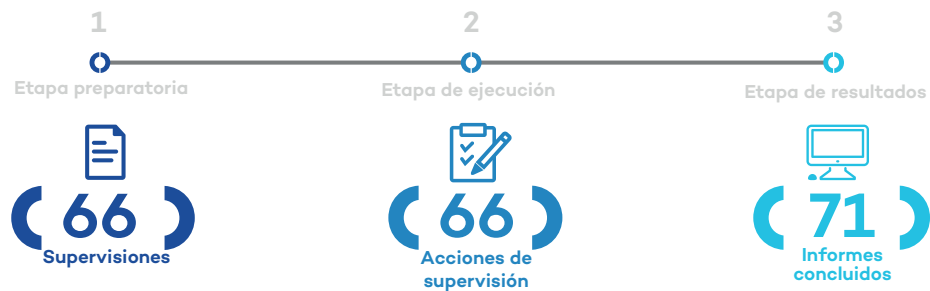 1
2
3
Etapa preparatoria
Etapa de ejecución
Etapa de resultados
66
66
71
Supervisiones
Acciones de
supervisión
Informes
concluidos